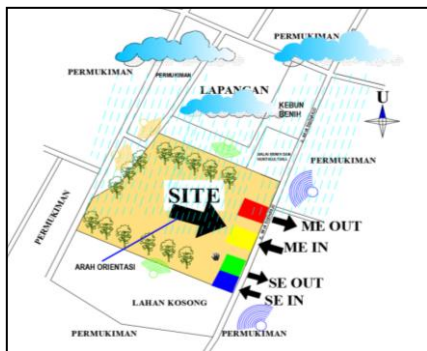 PERMUKIMAN
PERMUKIMAN
PERMUKIMAN
PERMUKIMAN
LAPANGAN
KEBUN
BENIH
U
PERMUKIMAN
SITE
ME OUT
ME IN
PERMUKIMAN
ARAH ORIENTASI
SE OUT
SE IN
LAHAN KOSONG
PERMUKIMAN
PERMUKIMAN